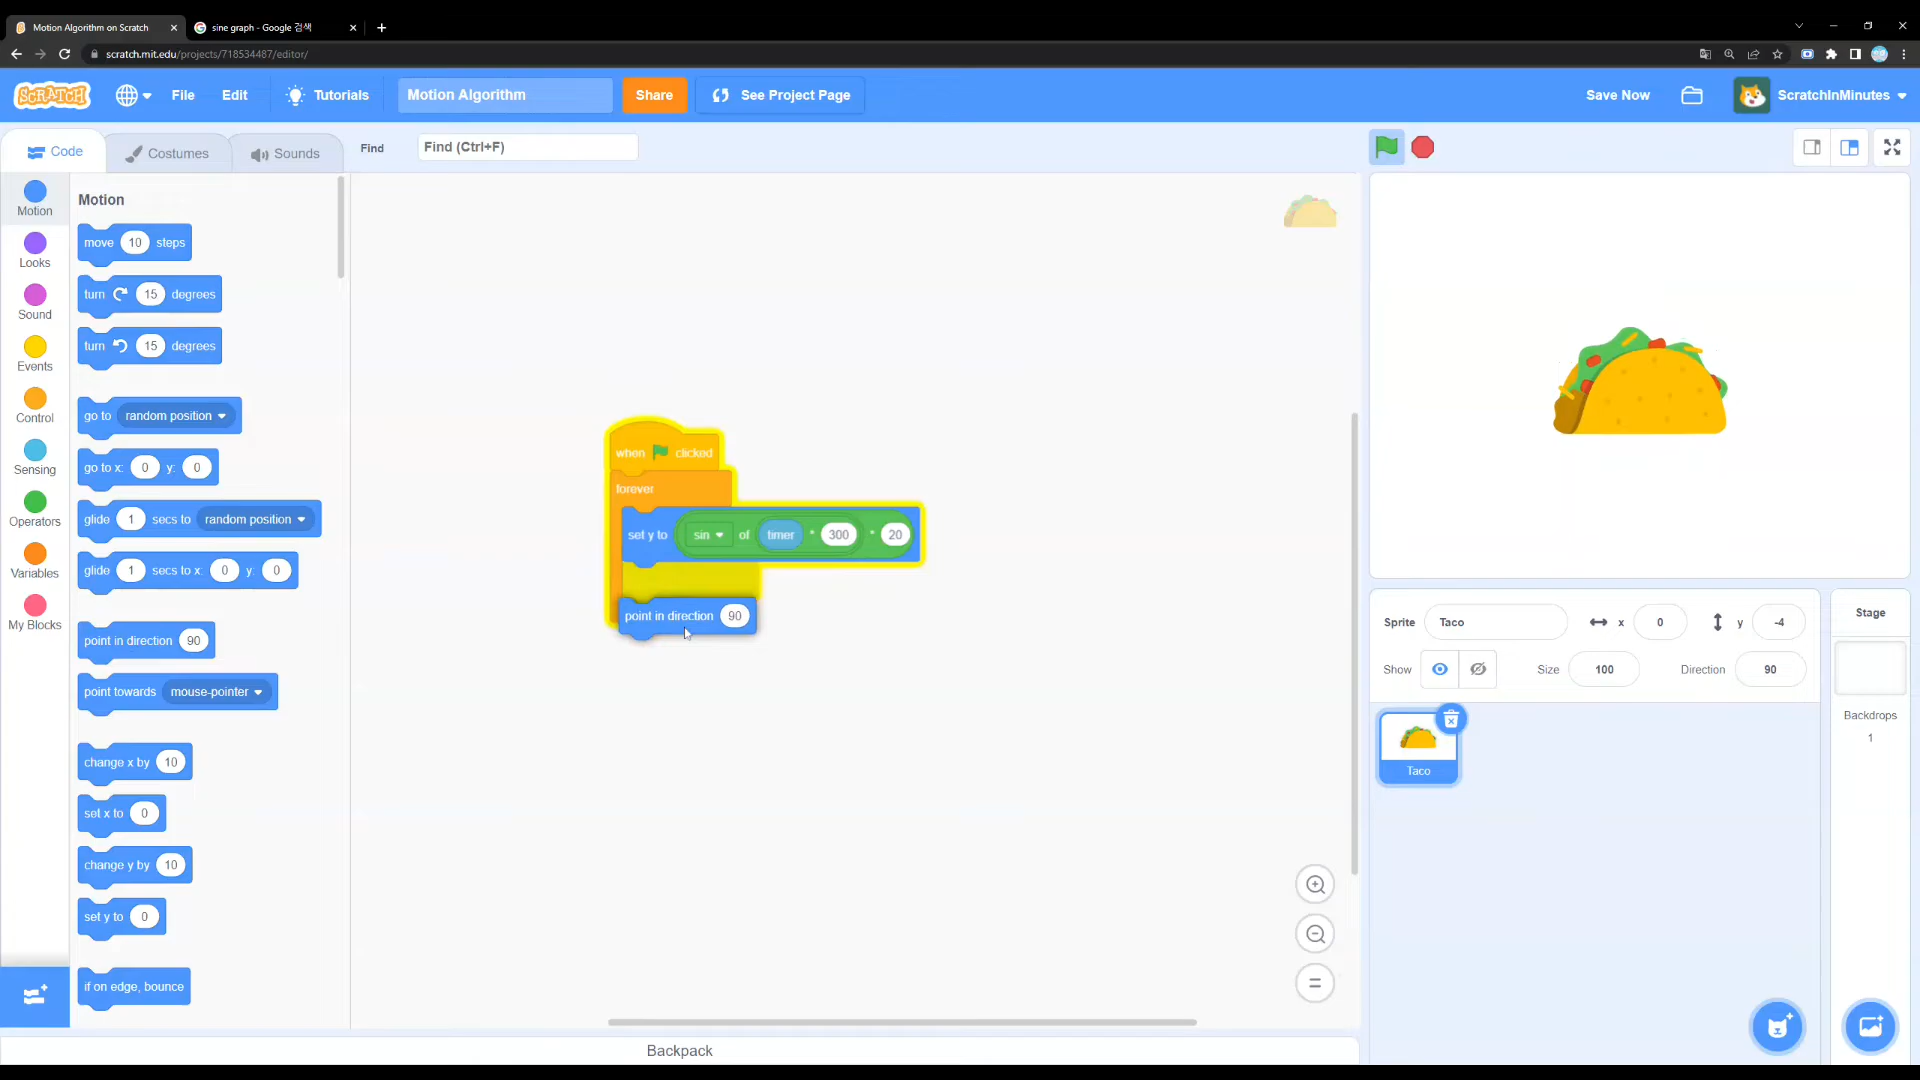 Motion Algorithm on Scratch
sine graph - Google 검색
scratch.mit.edu/projects/718534487/editor/
SCRATCH
File
Edit
Tutorials
Motion Algorithm
Share
See Project Page
Save Now
ScratchInMinutes
Code
Costumes
Sounds
Find
Find (Ctrl+F)
Motion
Looks
Sound
Events
Control
Sensing
Operators
Variables
My Blocks
Motion
move 10 steps
turn 15 degrees
turn 15 degrees
go to random position
go to x: 0 y: 0
glide 1 secs to random position
glide 1 secs to x: 0 y: 0
point in direction 90
point towards mouse-pointer
change x by 10
set x to 0
change y by 10
set y to 0
if on edge, bounce
when clicked
forever
set y to sin of timer * 300 * 20
point in direction 90
Backpack
Sprite Taco x 0 y -4
Show Size 100 Direction 90
Taco
Stage
Backdrops
1